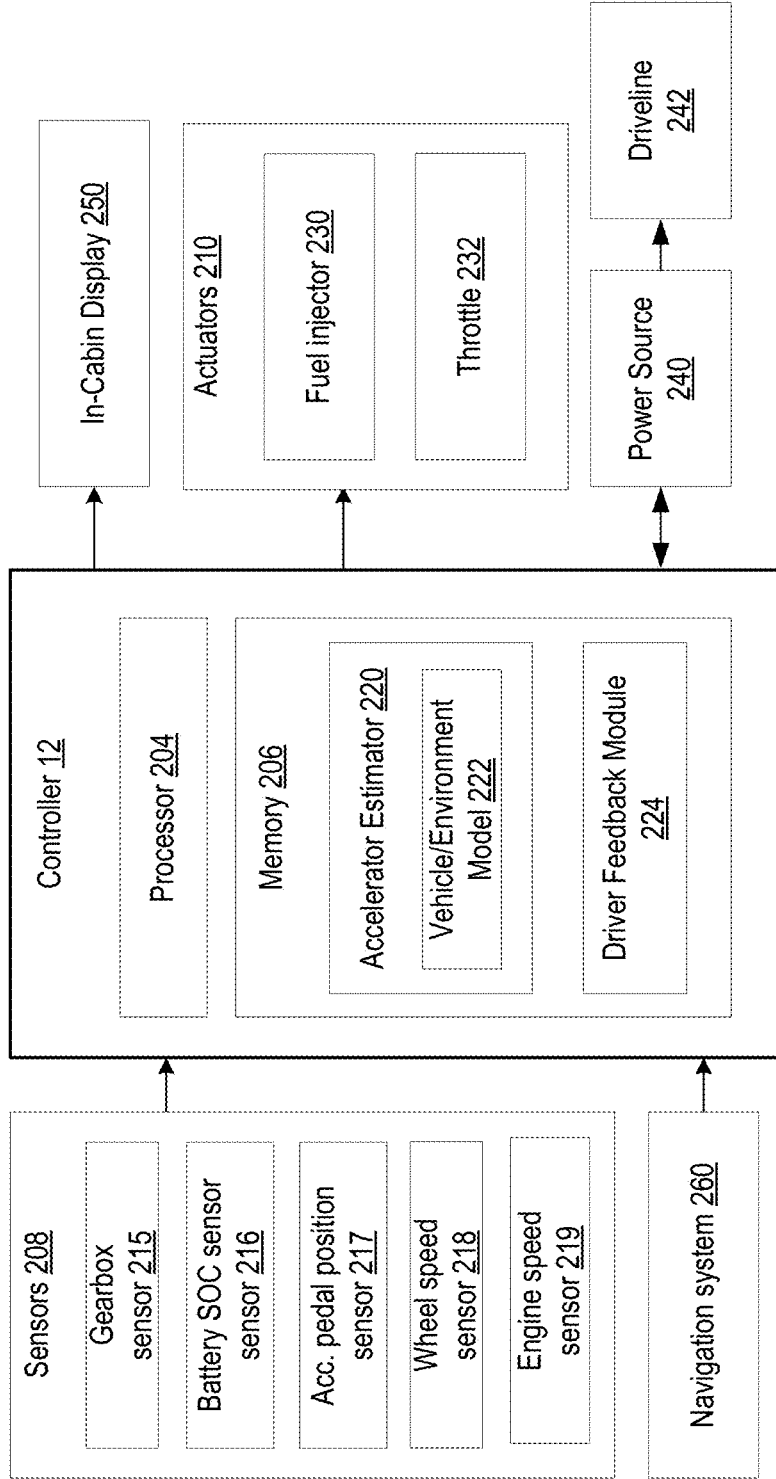 Sensors 208
Gearbox
sensor 215
Battery SOC sensor
sensor 216
Acc. pedal position
sensor 217
Wheel speed
sensor 218
Engine speed
sensor 219
Navigation system 260
Controller 12
Processor 204
Memory 206
Accelerator Estimator 220
Vehicle/Environment
Model 222
Driver Feedback Module
224
In-Cabin Display 250
Actuators 210
Fuel injector 230
Throttle 232
Power Source
240
Driveline
242